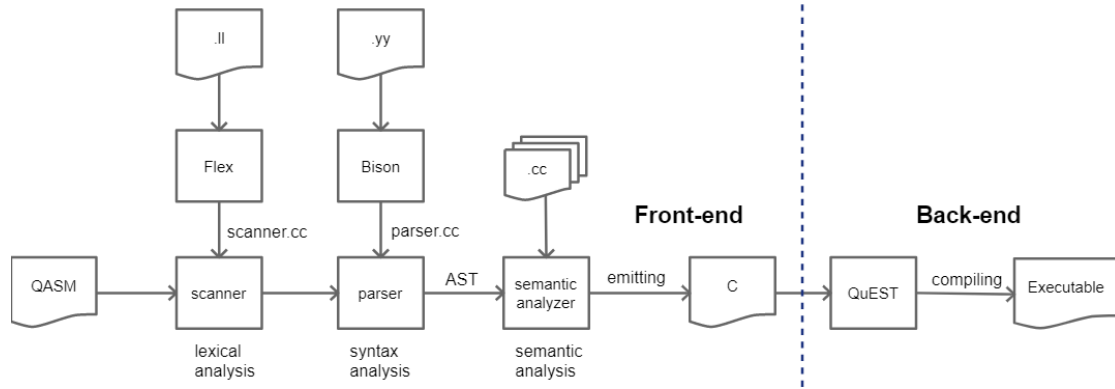 .ll
.yy
Flex
Bison
.cc
Front-end
Back-end
scanner.cc
parser.cc
QASM
scanner
parser
AST
semantic
analyzer
emitting
C
QuEST
compiling
Executable
lexical
analysis
syntax
analysis
semantic
analysis